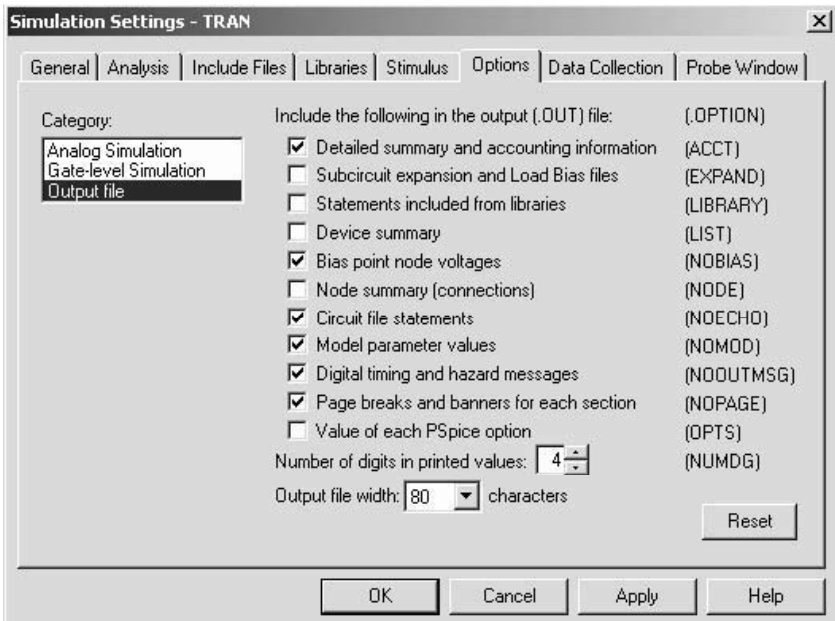 Simulation Settings - TRAN
General Analysis Include Files Libraries Stimulus Options Data Collection Probe Window
Category:
Analog Simulation
Gate-level Simulation
Output file
Include the following in the output (.OUT) file: (.OPTION)
Detailed summary and accounting information (ACCT)
Subcircuit expansion and Load Bias files (EXPAND)
Statements included from libraries (LIBRARY)
Device summary (LIST)
Bias point node voltages (NOBIAS)
Node summary (connections) (NODE)
Circuit file statements (NOECHO)
Model parameter values (NOMOD)
Digital timing and hazard messages (NOOUTMSG)
Page breaks and banners for each section (NOPAGE)
Value of each PSpice option (OPTS)
Number of digits in printed values: 4 (NUMDG)
Output file width: 80 characters
Reset
OK Cancel Apply Help